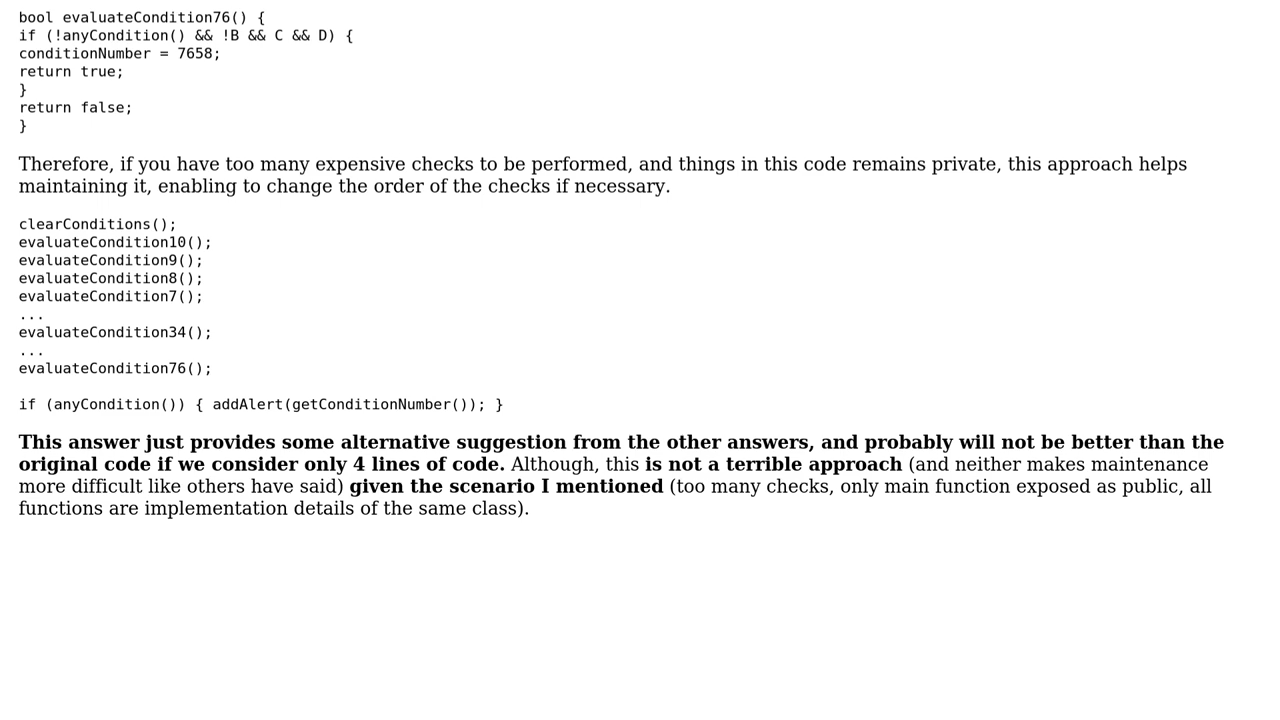 bool evaluateCondition76() {
if (!anyCondition() && !B && C && D) {
conditionNumber = 7658;
return true;
}
return false;
}
Therefore, if you have too many expensive checks to be performed, and things in this code remains private, this approach helps
maintaining it, enabling to change the order of the checks if necessary.
clearConditions();
evaluateCondition10();
evaluateCondition9();
evaluateCondition8();
evaluateCondition7();
...
evaluateCondition34();
...
evaluateCondition76();
if (anyCondition()) { addAlert(getConditionNumber()); }
This answer just provides some alternative suggestion from the other answers, and probably will not be better than the
original code if we consider only 4 lines of code. Although, this is not a terrible approach (and neither makes maintenance
more difficult like others have said) given the scenario I mentioned (too many checks, only main function exposed as public, all
functions are implementation details of the same class).